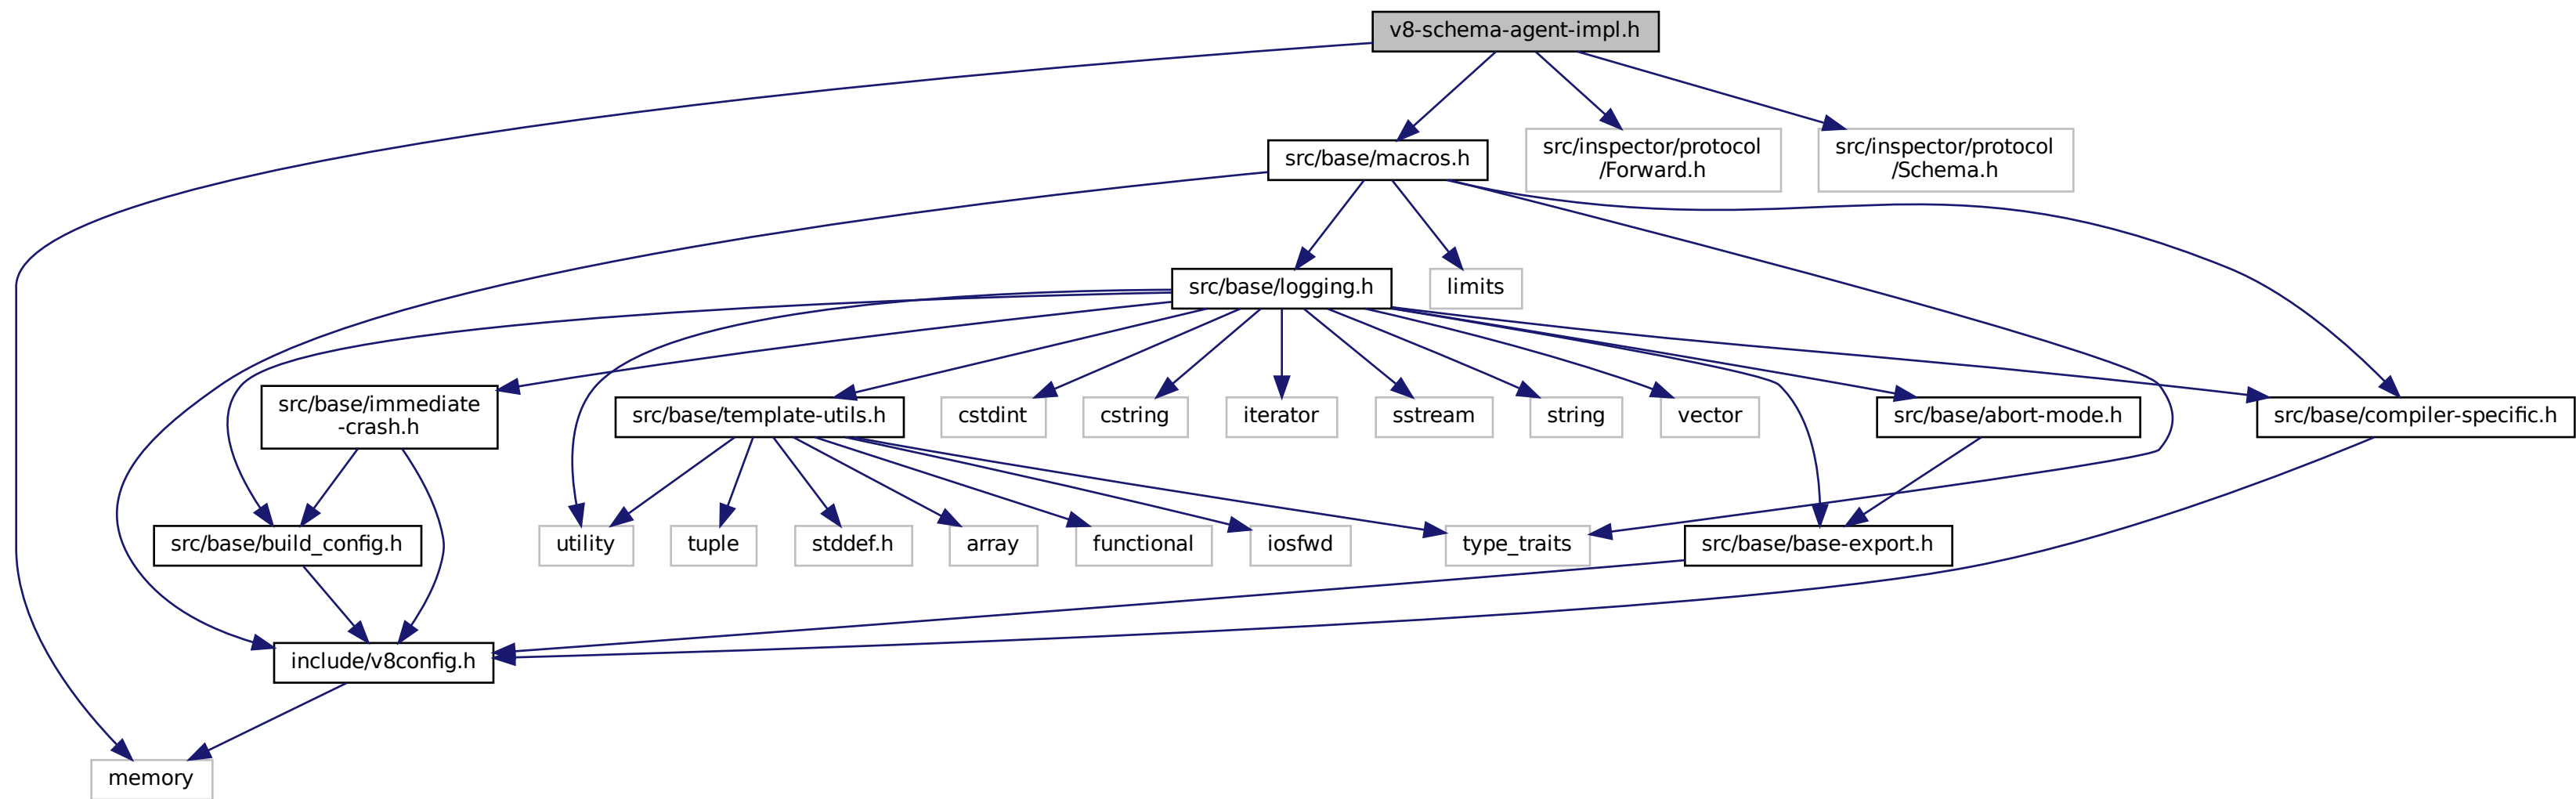 v8-schema-agent-impl.h
src/base/macros.h
src/inspector/protocol
/Forward.h
src/inspector/protocol
/Schema.h
src/base/logging.h
limits
src/base/immediate
-crash.h
src/base/template-utils.h
cstdint
cstring
iterator
sstream
string
vector
src/base/abort-mode.h
src/base/compiler-specific.h
src/base/build_config.h
utility
tuple
stddef.h
array
functional
iosfwd
type_traits
src/base/base-export.h
include/v8config.h
memory